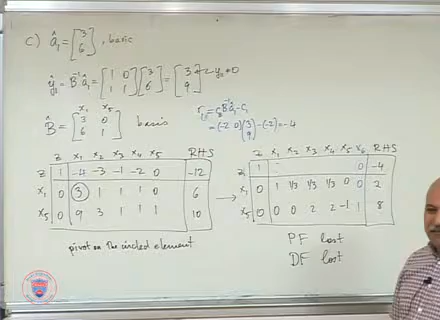 c) â₁ = [3 6], basic
ŷ₁ = B⁻¹â₁ = [1 0 1 1] [3 6] = [3 9] ≠ 0
B̂ = [3 0 6 1] basis
x₁ x₅
= (-2 0)(3 9) - (-2) = -4
z x₁ x₂ x₃ x₄ x₅ RHS
z 1 -4 -3 -1 -2 0 -12
x₁ 0 3 1 1 1 0 6
x₅ 0 9 3 1 1 1 10
pivot on the circled element
z x₁ x₂ x₃ x₄ x₅ x₆ RHS
z 1 0 -4
x₁ 0 1 1/3 1/3 1/3 0 0 2
x₅ 0 0 0 2 2 -1 1 8
PF lost
DF lost